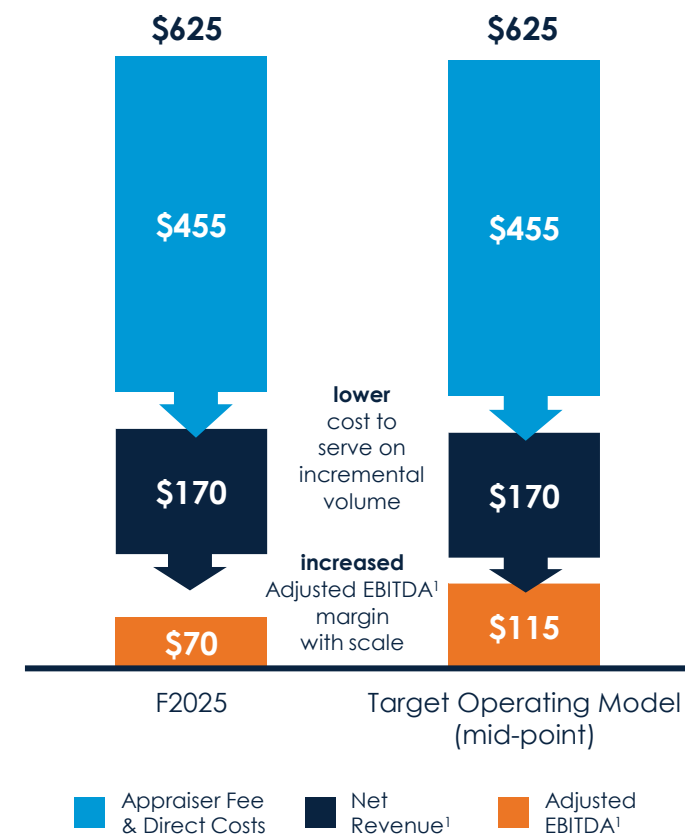 $625
$625
$455
$455
lower
cost to
serve on
incremental
volume
$170
$170
increased
Adjusted EBITDA¹
margin
with scale
$70
$115
F2025
Target Operating Model
(mid-point)
Appraiser Fee
& Direct Costs
Net
Revenue¹
Adjusted
EBITDA¹